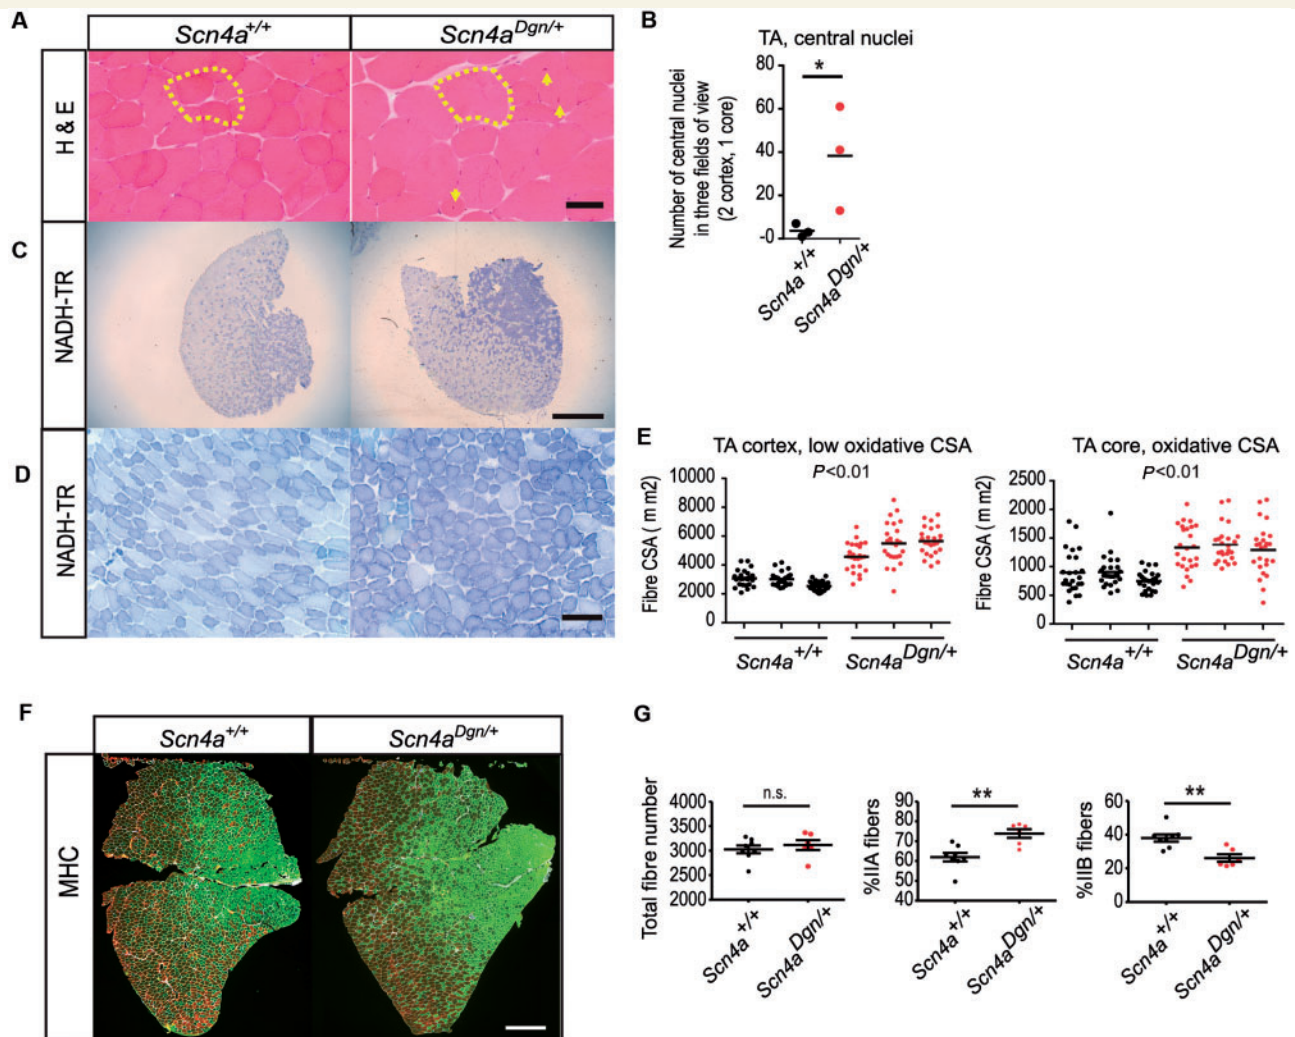 A
Scn4a+/+
Scn4aDgn/+
H & E
B
TA, central nuclei
*
Number of central nuclei
in three fields of view
(2 cortex, 1 core)
80
60
40
20
-0
Scn4a+/+
Scn4aDgn/+
C
NADH-TR
D
NADH-TR
E
TA cortex, low oxidative CSA
P<0.01
Fibre CSA ( m m2)
10000
8000
6000
4000
2000
0
Scn4a+/+
Scn4aDgn/+
TA core, oxidative CSA
P<0.01
Fibre CSA ( m m2)
2500
2000
1500
1000
500
0
Scn4a+/+
Scn4aDgn/+
F
Scn4a+/+
Scn4aDgn/+
MHC
G
n.s.
Total fibre number
4000
3500
3000
2500
2000
Scn4a+/+
Scn4aDgn/+
**
%IIA fibers
90
80
70
60
50
40
Scn4a+/+
Scn4aDgn/+
**
%IIB fibers
60
40
20
0
Scn4a+/+
Scn4aDgn/+